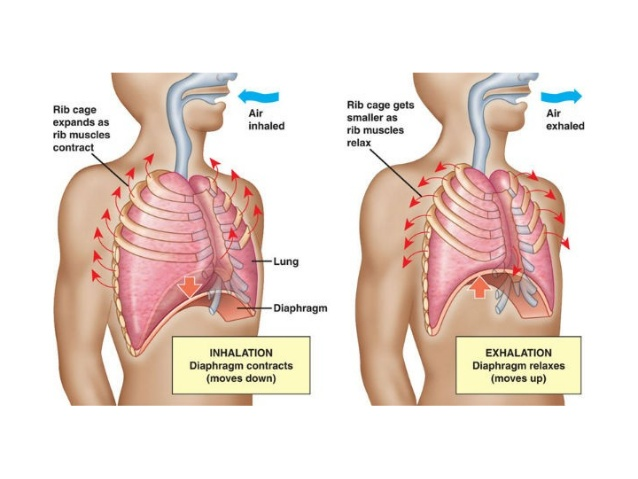 Rib cage
expands as
rib muscles
contract
Air
inhaled
Lung
Diaphragm
INHALATION
Diaphragm contracts
(moves down)
Rib cage gets
smaller as
rib muscles
relax
Air
exhaled
EXHALATION
Diaphragm relaxes
(moves up)